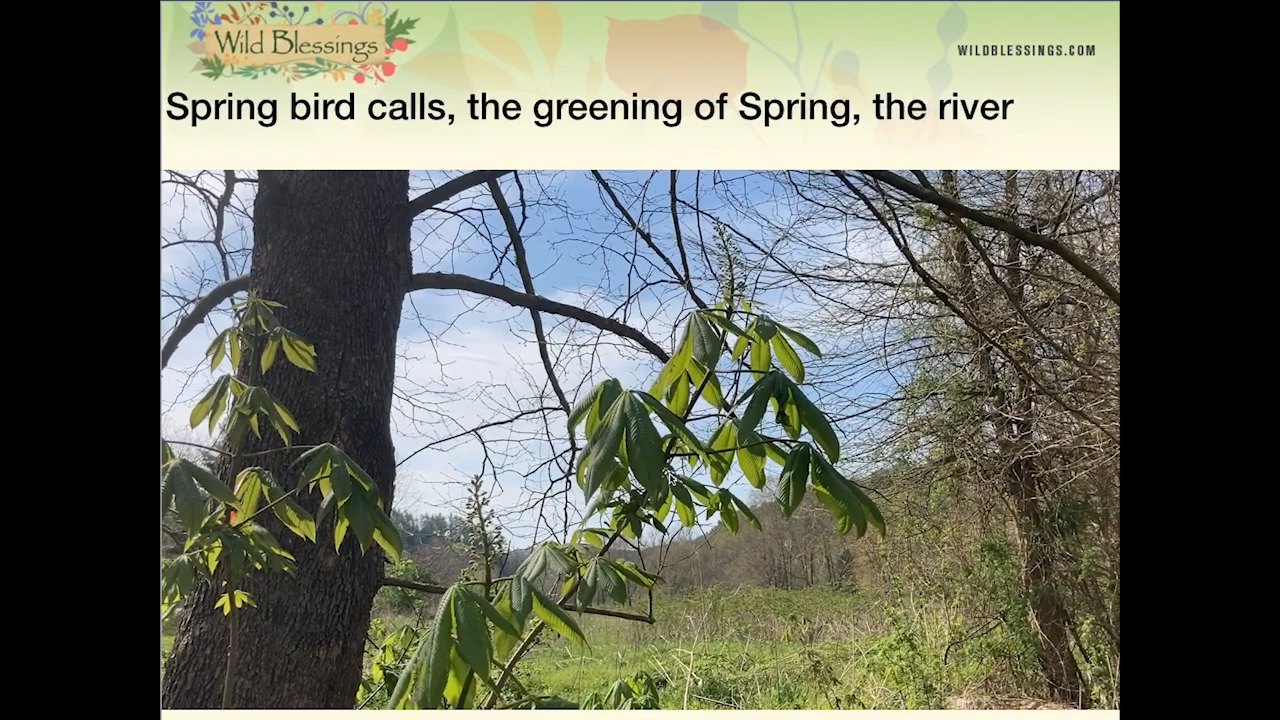 Wild Blessings
WILDBLESSINGS.COM
Spring bird calls, the greening of Spring, the river